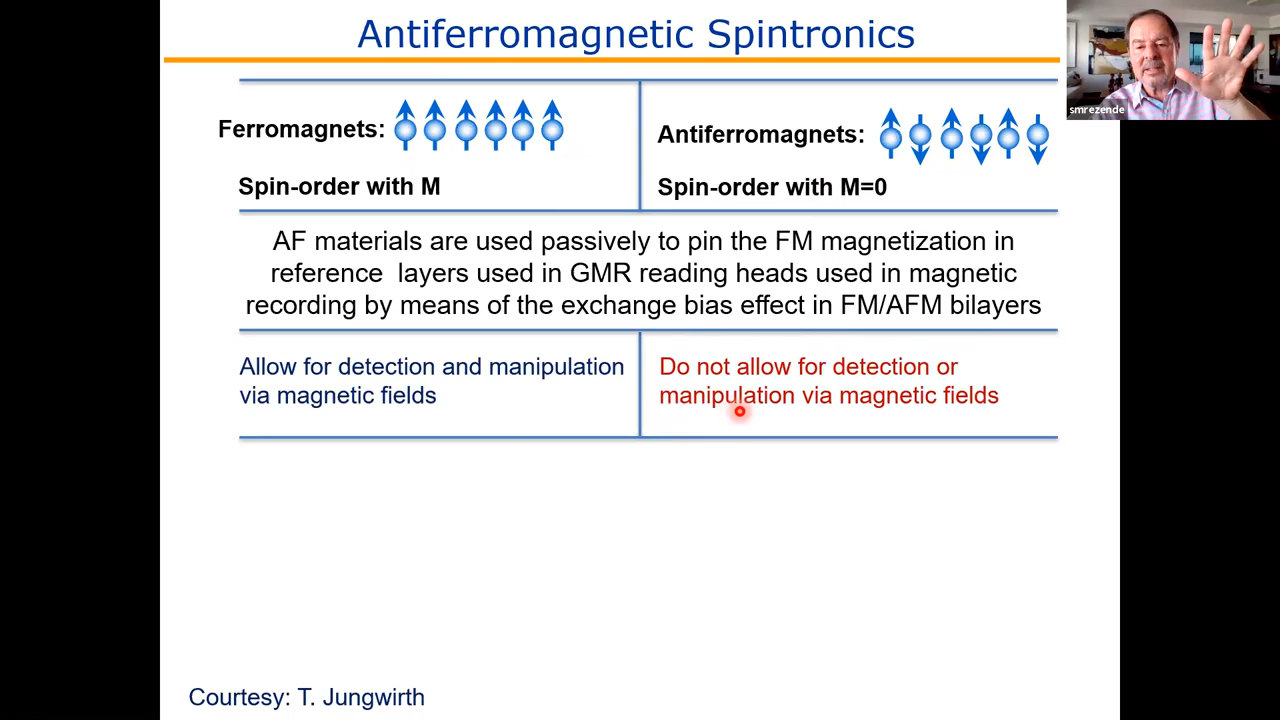 Antiferromagnetic Spintronics
smrezende
Ferromagnets:
Spin-order with M
Antiferromagnets:
Spin-order with M=0
AF materials are used passively to pin the FM magnetization in
reference layers used in GMR reading heads used in magnetic
recording by means of the exchange bias effect in FM/AFM bilayers
Allow for detection and manipulation
via magnetic fields
Do not allow for detection or
manipulation via magnetic fields
Courtesy: T. Jungwirth